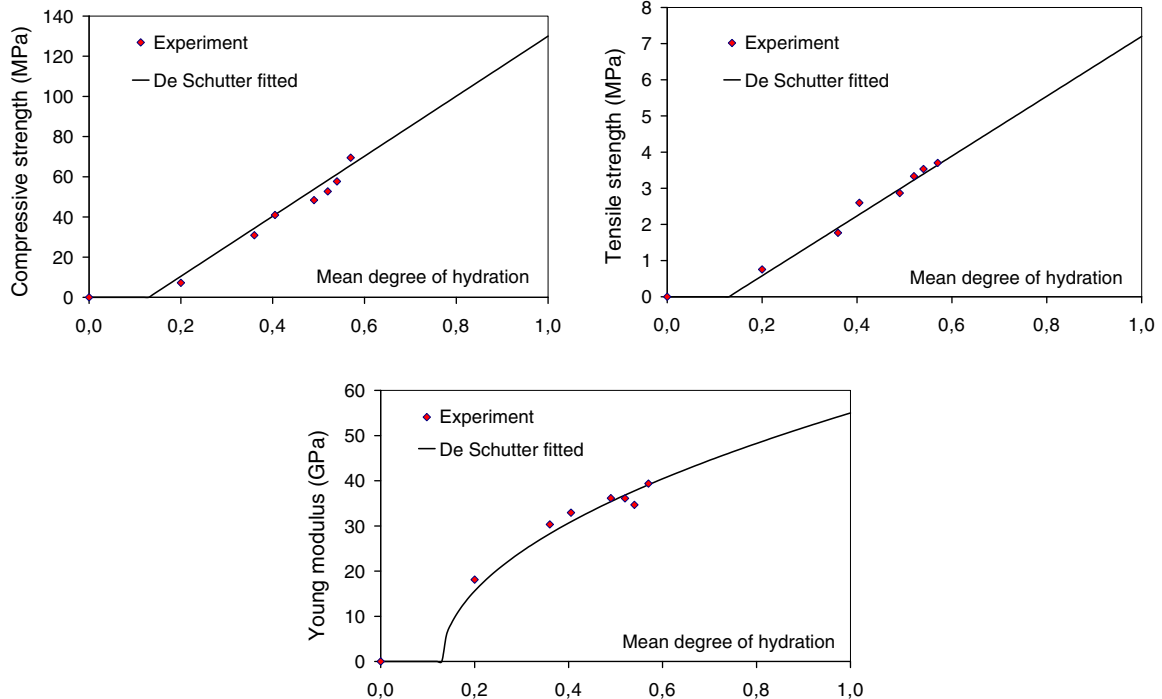 Compressive strength (MPa)
140
120
100
80
60
40
20
0
Experiment
De Schutter fitted
Mean degree of hydration
0,0 0,2 0,4 0,6 0,8 1,0
Tensile strength (MPa)
8
7
6
5
4
3
2
1
0
Experiment
De Schutter fitted
Mean degree of hydration
0,0 0,2 0,4 0,6 0,8 1,0
Young modulus (GPa)
60
50
40
30
20
10
0
Experiment
De Schutter fitted
Mean degree of hydration
0,0 0,2 0,4 0,6 0,8 1,0